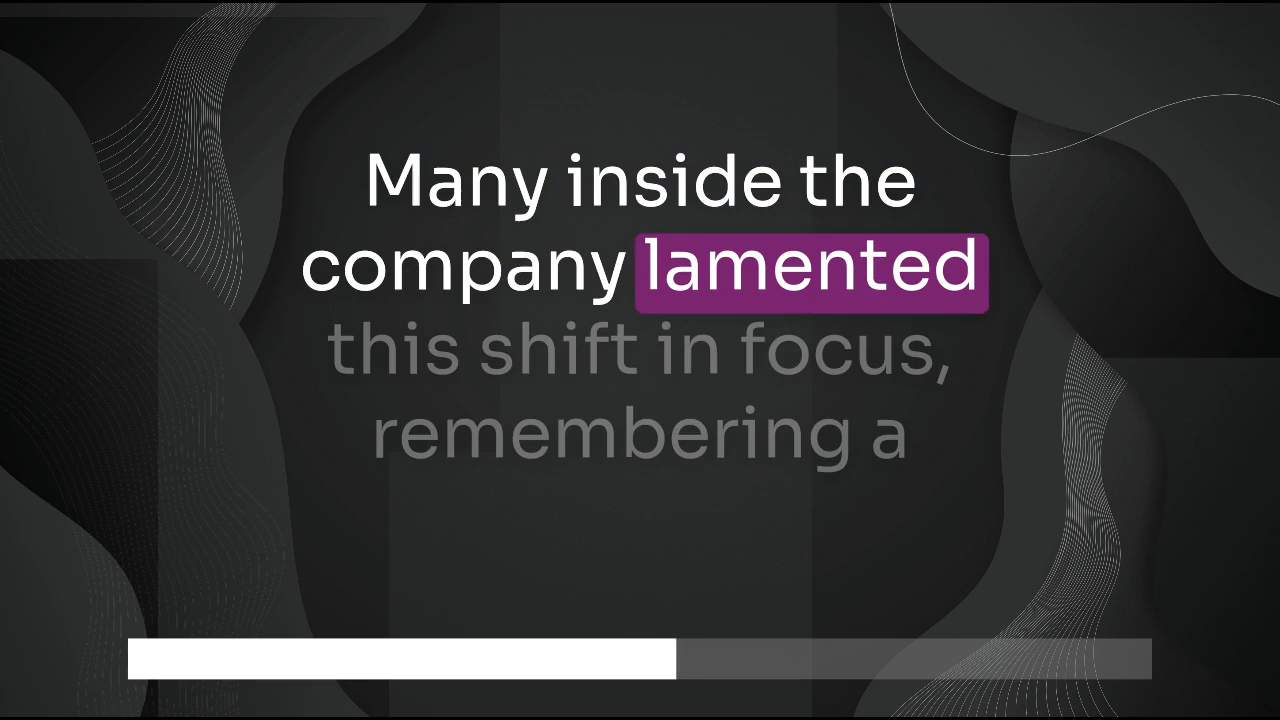 Many inside the
company lamented
this shift in focus,
remembering a